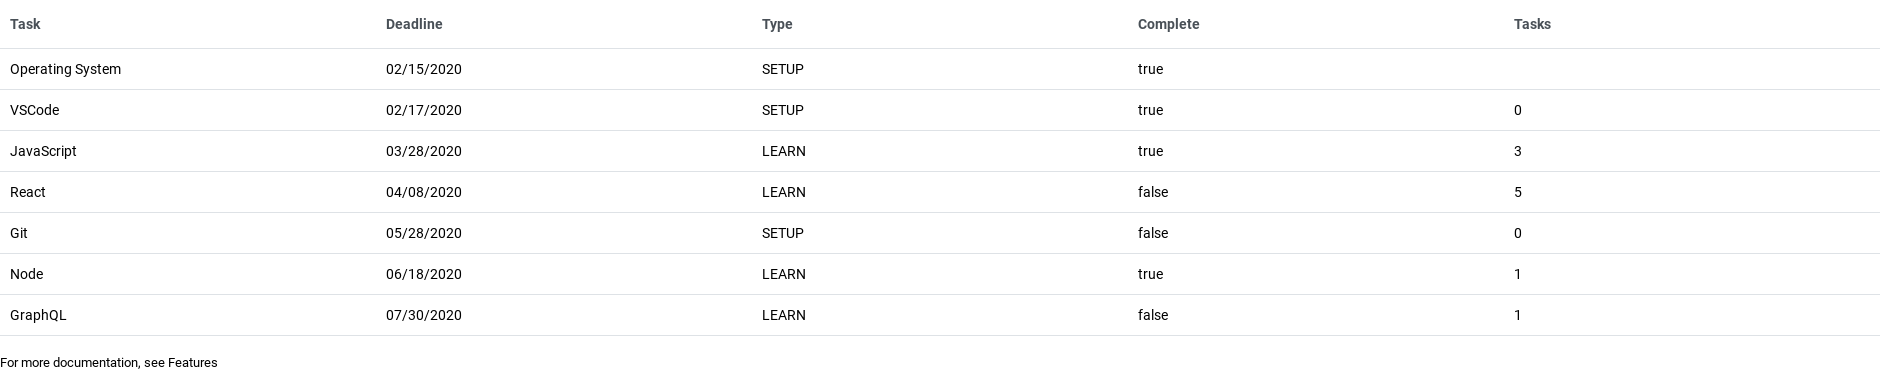 Task Deadline Type Complete Tasks
Operating System 02/15/2020 SETUP true
VSCode 02/17/2020 SETUP true 0
JavaScript 03/28/2020 LEARN true 3
React 04/08/2020 LEARN false 5
Git 05/28/2020 SETUP false 0
Node 06/18/2020 LEARN true 1
GraphQL 07/30/2020 LEARN false 1
For more documentation, see Features